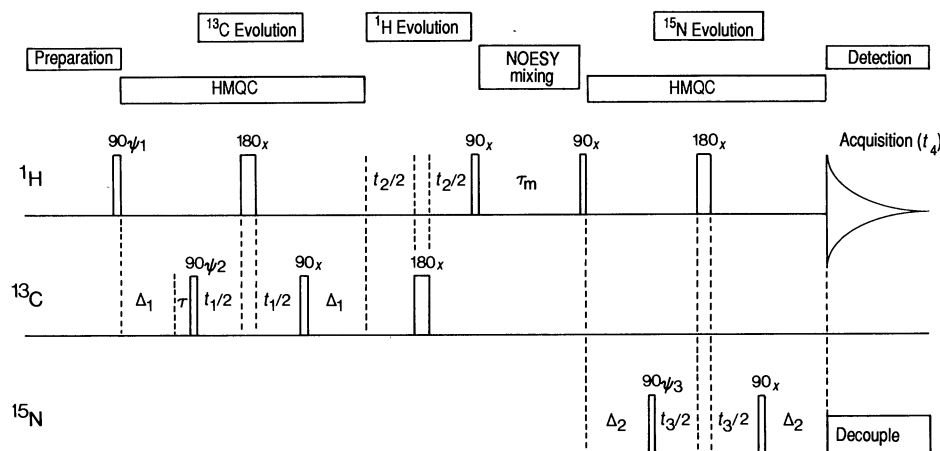 ¹³C Evolution ¹H Evolution ¹⁵N Evolution
Preparation NOESY mixing Detection
HMQC HMQC
90ψ1 180x 90x 90x 180x Acquisition (t₄)
¹H t₂/2 t₂/2 τm
90ψ2 90x 180x
¹³C Δ₁ τ t₁/2 t₁/2 Δ₁
90ψ3 90x
¹⁵N Δ₂ t₃/2 t₃/2 Δ₂
Decouple